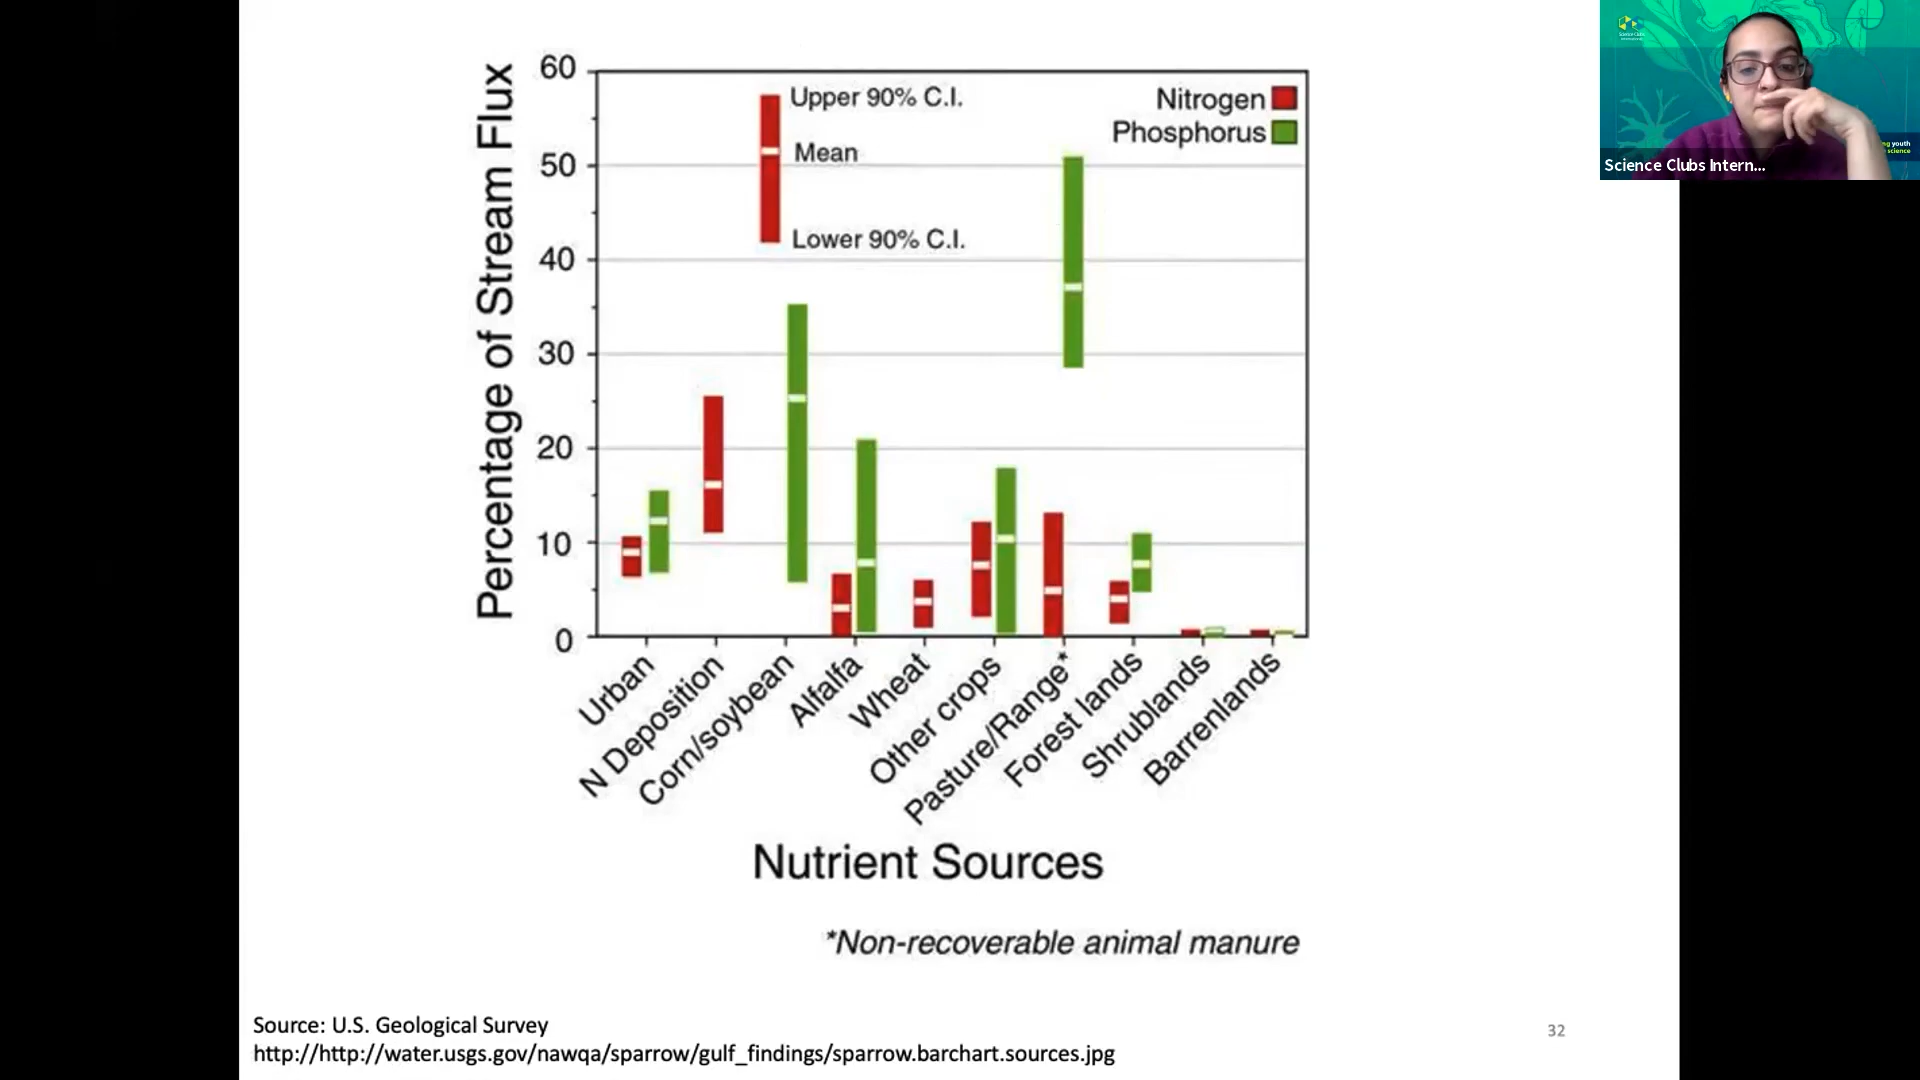 60
50
40
30
20
10
0
Percentage of Stream Flux
Upper 90% C.I.
Mean
Lower 90% C.I.
Nitrogen
Phosphorus
Urban
N Deposition
Corn/soybean
Alfalfa
Wheat
Other crops
Pasture/Range*
Forest lands
Shrublands
Barrenlands
Nutrient Sources
*Non-recoverable animal manure
Source: U.S. Geological Survey
http://http://water.usgs.gov/nawqa/sparrow/gulf_findings/sparrow.barchart.sources.jpg
32
Science Clubs Intern...
youth
science